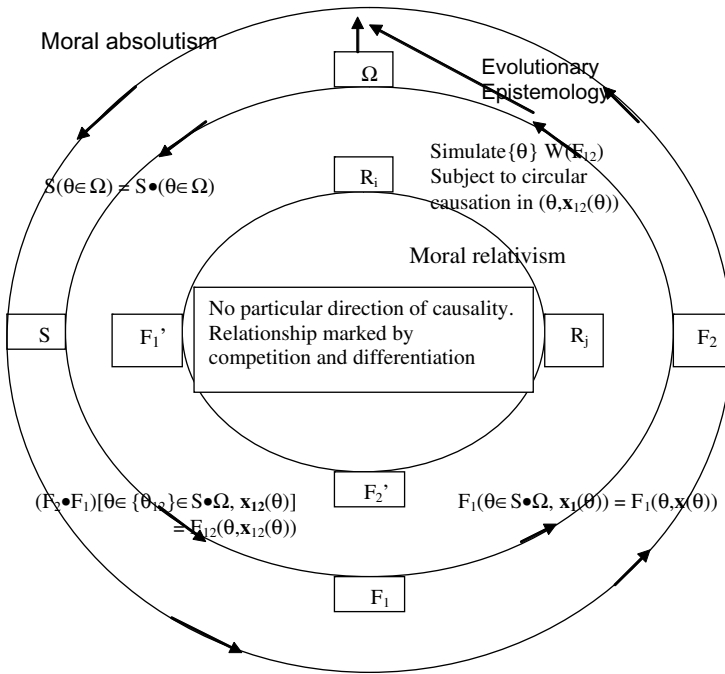 Moral absolutism
Ω
Evolutionary
Epistemology
Simulate{θ} W(F₁₂)
Subject to circular
causation in (θ,x₁₂(θ))
S(θ∈Ω) = S•(θ∈Ω)
Rᵢ
Moral relativism
No particular direction of causality.
Relationship marked by
competition and differentiation
S
F₁’
Rⱼ
F₂
(F₂•F₁)[θ∈{θ₁₂}∈S•Ω, x₁₂(θ)]
= F₁₂(θ,x₁₂(θ))
F₂’
F₁(θ∈S•Ω, x₁(θ)) = F₁(θ,x(θ))
F₁